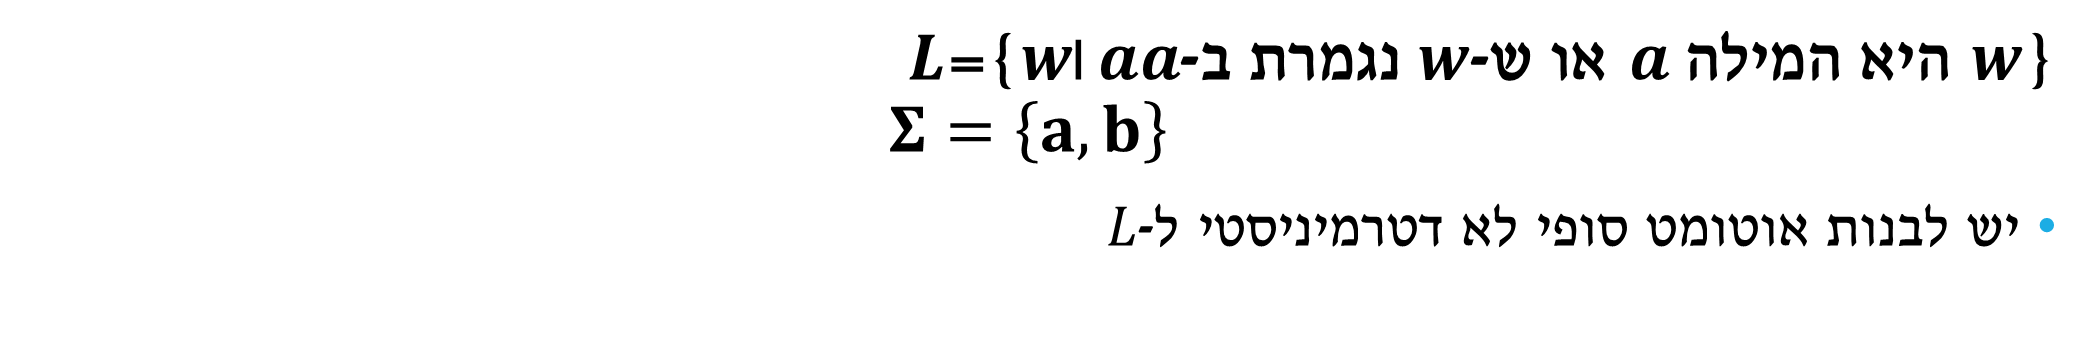 L={w| w היא המילה a או ש-w נגמרת ב-aa}
Σ = {a, b}
• יש לבנות אוטומט סופי לא דטרמיניסטי ל-L